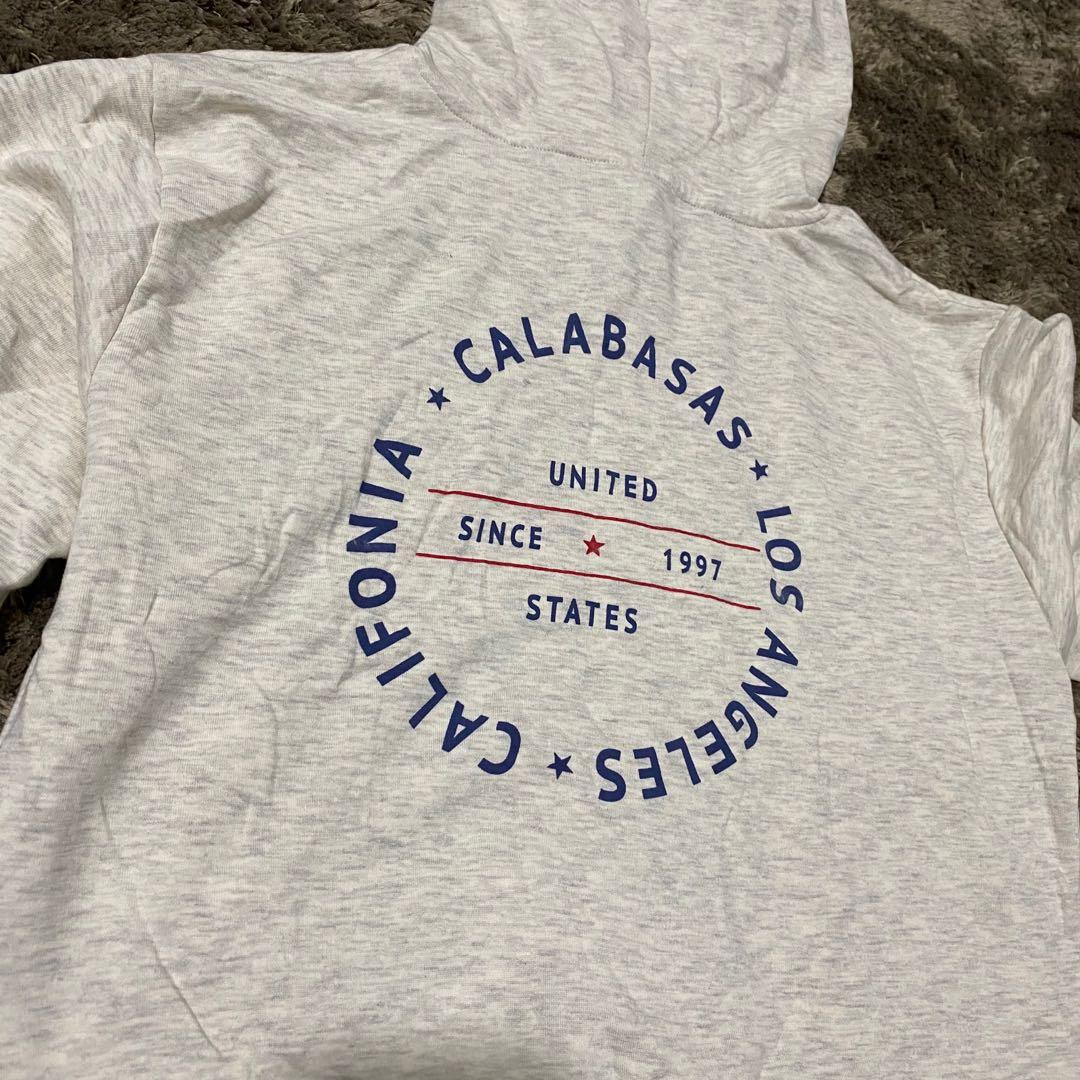 ★ CALABASAS ★ LOS ANGELES ★ CALIFONIA
UNITED
SINCE ★ 1997
STATES